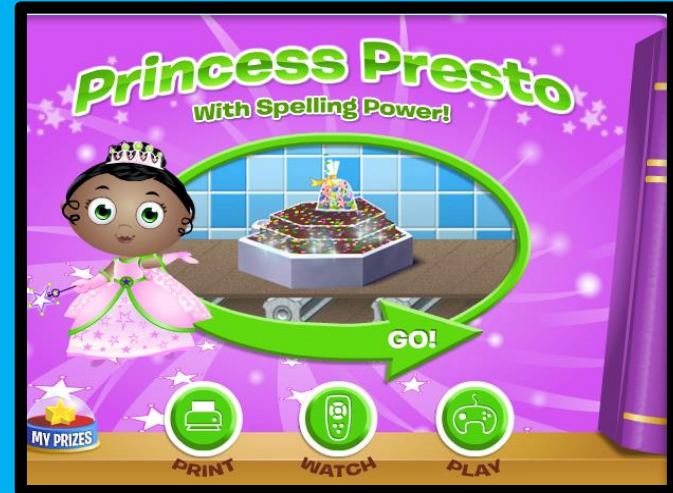 Princess Presto
With Spelling Power!
GO!
MY PRIZES
PRINT
WATCH
PLAY